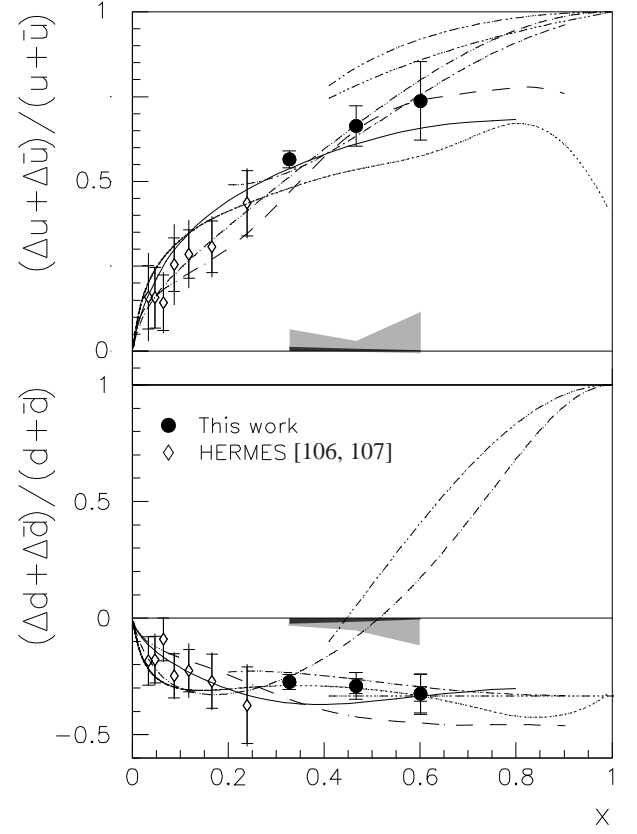 (Δu + Δū) / (u + ū)
1
0.5
0
(Δd + Δd̄) / (d + d̄)
1
This work
HERMES [106, 107]
0.5
0
−0.5
0 0.2 0.4 0.6 0.8 1
X